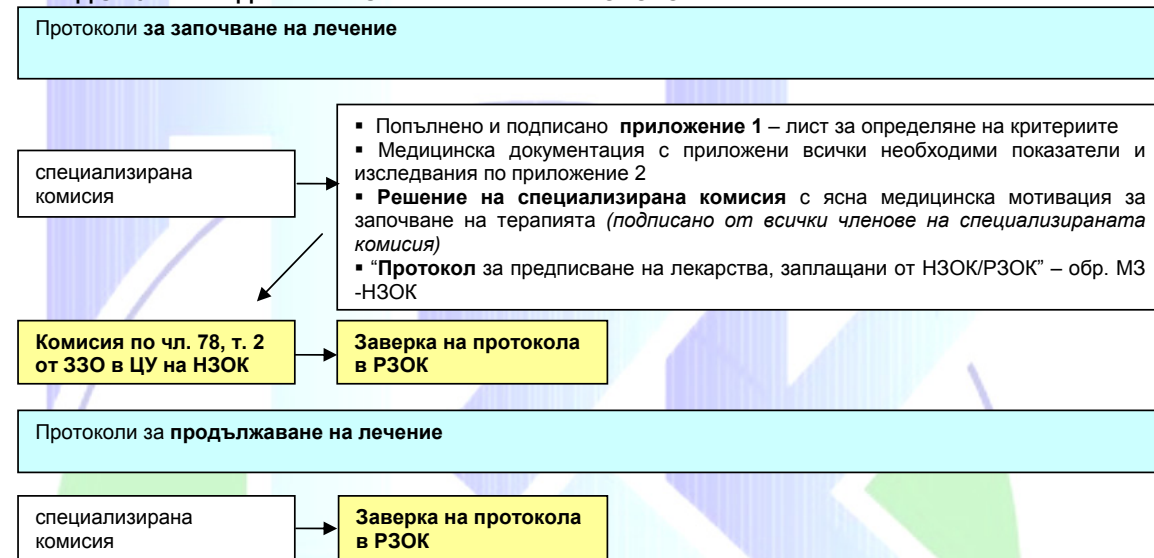 Протоколи за започване на лечение
▪ Попълнено и подписано приложение 1 – лист за определяне на критериите
▪ Медицинска документация с приложени всички необходими показатели и
изследвания по приложение 2
▪ Решение на специализирана комисия с ясна медицинска мотивация за
започване на терапията (подписано от всички членове на специализираната
комисия)
▪ “Протокол за предписване на лекарства, заплащани от НЗОК/РЗОК” – обр. МЗ
-НЗОК
специализирана
комисия
Комисия по чл. 78, т. 2
от ЗЗО в ЦУ на НЗОК
Заверка на протокола
в РЗОК
Протоколи за продължаване на лечение
специализирана
комисия
Заверка на протокола
в РЗОК